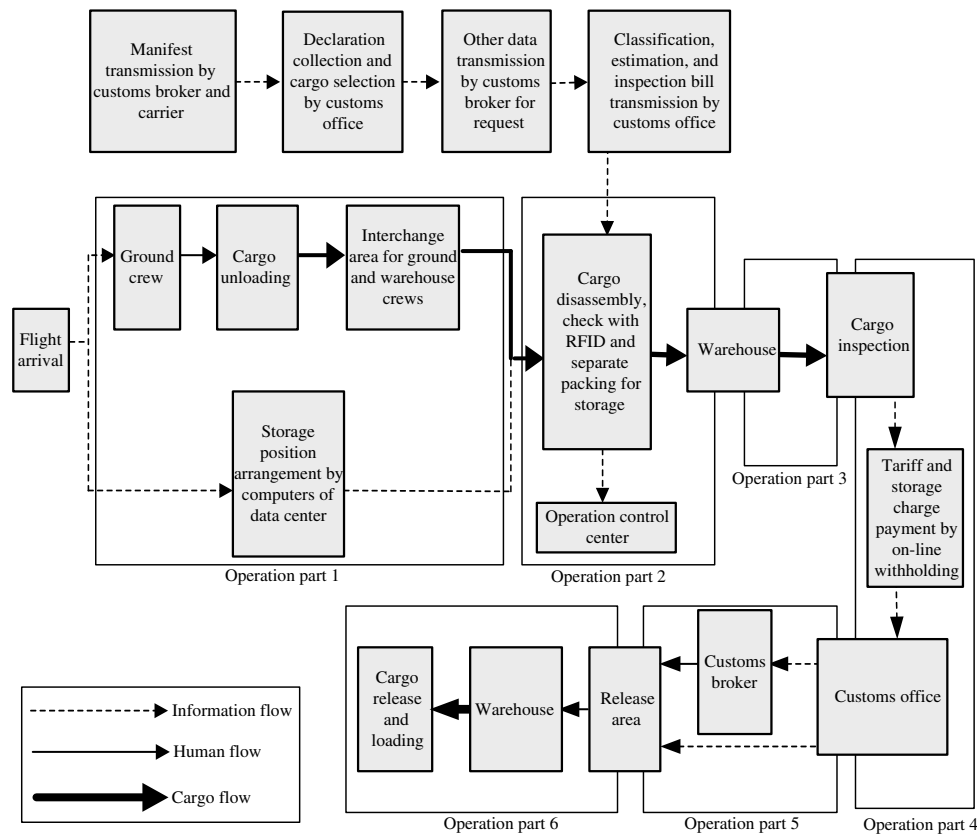 Manifest
transmission by
customs broker and
carrier
Declaration
collection and
cargo selection
by customs
office
Other data
transmission by
customs
broker for
request
Classification,
estimation, and
inspection bill
transmission by
customs office
Flight
arrival
Ground
crew
Cargo
unloading
Interchange
area for ground
and warehouse
crews
Storage
position
arrangement by
computers of
data center
Operation part 1
Cargo
disassembly,
check with
RFID and
separate
packing for
storage
Operation control
center
Operation part 2
Warehouse
Operation part 3
Cargo
inspection
Tariff and
storage
charge
payment by
on-line
withholding
Customs office
Operation part 4
Customs
broker
Operation part 5
Release
area
Warehouse
Cargo
release
and
loading
Operation part 6
Information flow
Human flow
Cargo flow